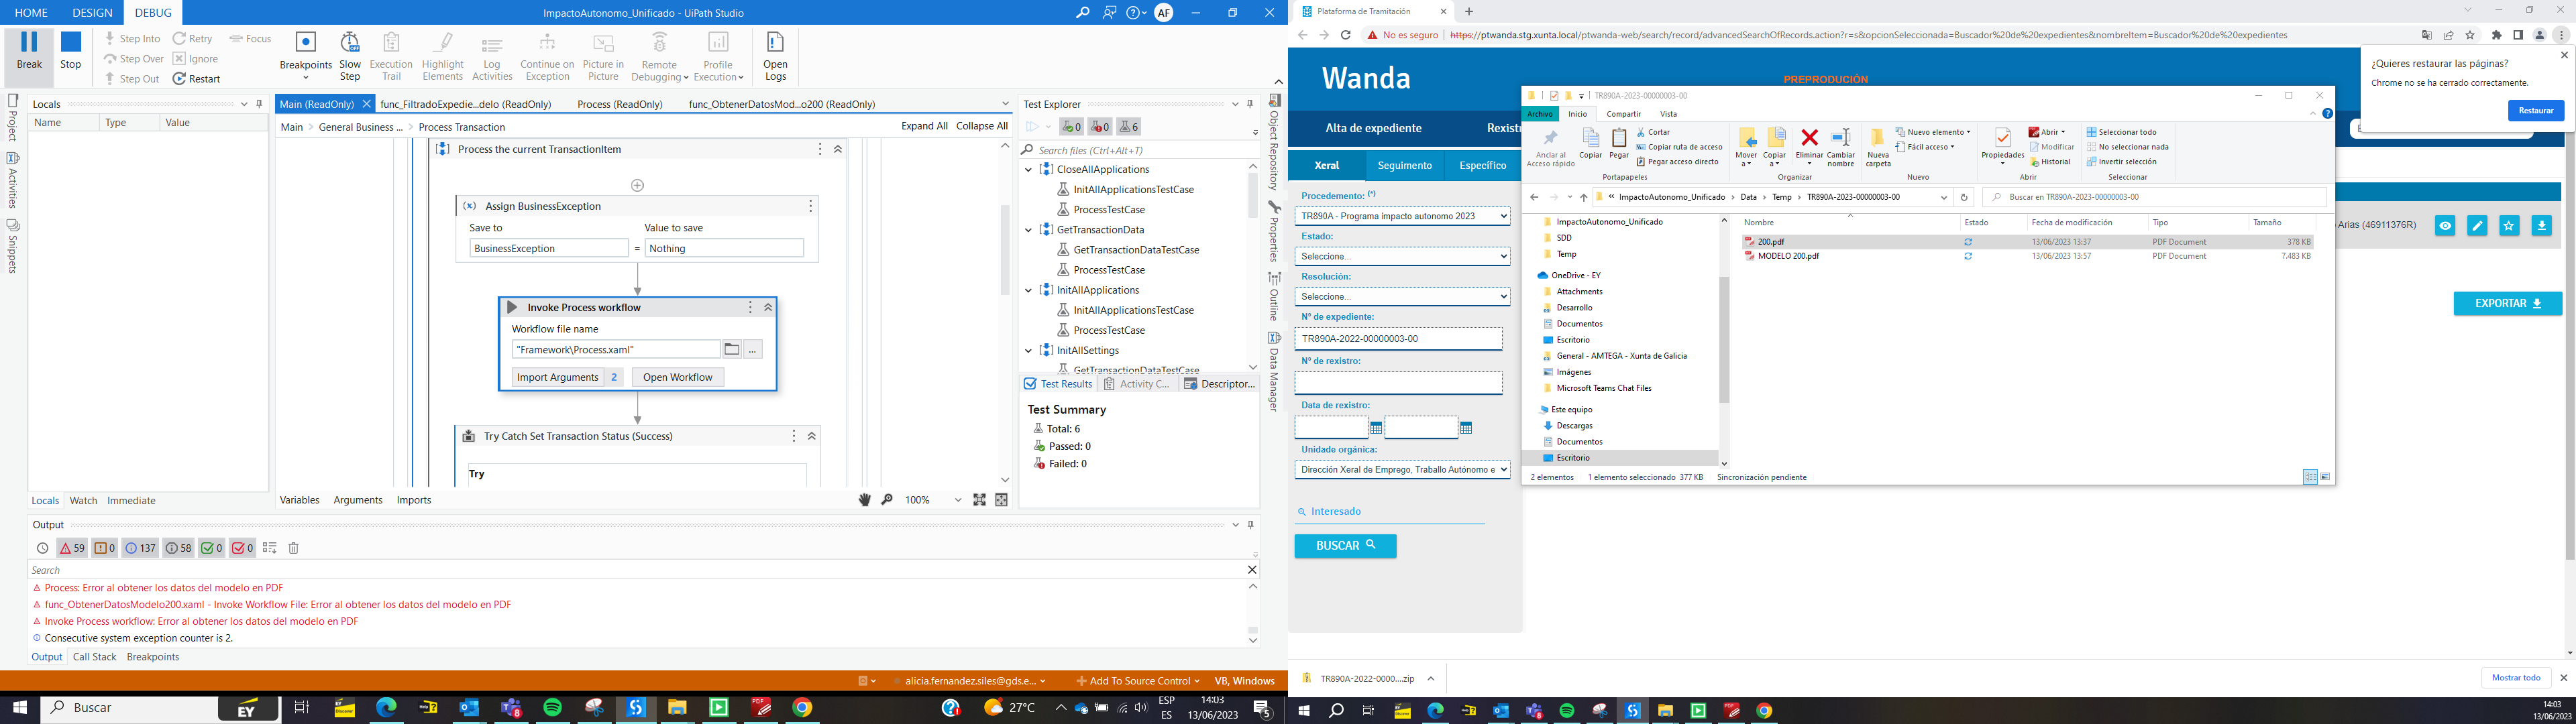 HOME DESIGN DEBUG ImpactoAutonomo_Unificado - UiPath Studio AF
Break Stop
Step Into Retry Focus
Step Over Ignore
Step Out Restart
Breakpoints Slow Step Execution Trail Highlight Elements Log Activities Continue on Exception Picture in Picture Remote Debugging Profile Execution Open Logs
Project
Activities
Snippets
Locals
Name Type Value
Locals Watch Immediate
Main (ReadOnly) func_FiltradoExpedie...delo (ReadOnly) Process (ReadOnly) func_ObtenerDatosMod...o200 (ReadOnly)
Main > General Business ... > Process Transaction Expand All Collapse All
Process the current TransactionItem
Assign BusinessException
Save to Value to save
BusinessException = Nothing
Invoke Process workflow
Workflow file name
"Framework\Process.xaml" ...
Import Arguments 2 Open Workflow
Try Catch Set Transaction Status (Success)
Try
Variables Arguments Imports 100%
Test Explorer
0 0 6
Search files (Ctrl+Alt+T)
CloseAllApplications
InitAllApplicationsTestCase
ProcessTestCase
GetTransactionData
GetTransactionDataTestCase
ProcessTestCase
InitAllApplications
InitAllApplicationsTestCase
ProcessTestCase
InitAllSettings
GetTransactionDataTestCase
Test Results Activity C... Descriptor...
Test Summary
Total: 6
Passed: 0
Failed: 0
Object Repository
Properties
Outline
Data Manager
Output
59 0 137 58 0 0
Search
Process: Error al obtener los datos del modelo en PDF
func_ObtenerDatosModelo200.xaml - Invoke Workflow File: Error al obtener los datos del modelo en PDF
Invoke Process workflow: Error al obtener los datos del modelo en PDF
Consecutive system exception counter is 2.
Output Call Stack Breakpoints
alicia.fernandez.siles@gds.e... Add To Source Control VB, Windows
Buscar EY 27°C ESP ES 14:03 13/06/2023 5
Plataforma de Tramitación
No es seguro https://ptwanda.stg.xunta.local/ptwanda-web/search/record/advancedSearchOfRecords.action?r=s&opcionSeleccionada=Buscador%20de%20expedientes&nombreItem=Buscador%20de%20expedientes
¿Quieres restaurar las páginas?
Chrome no se ha cerrado correctamente.
Restaurar
Wanda
PREPRODUCIÓN
Alta de expediente Rexistr
Xeral Seguimento Específico
Procedemento: (*)
TR890A - Programa impacto autonomo 2023
Estado:
Seleccione...
Resolución:
Seleccione...
Nº de expediente:
TR890A-2022-00000003-00
Nº de rexistro:
Data de rexistro:
Unidade orgánica:
Dirección Xeral de Emprego, Traballo Autónomo e
Interesado
BUSCAR
Arias (46911376R)
EXPORTAR
TR890A-2023-00000003-00
Archivo Inicio Compartir Vista
Anclar al Acceso rápido Copiar Pegar
Cortar
Copiar ruta de acceso
Pegar acceso directo
Portapapeles
Mover a Copiar a Eliminar Cambiar nombre
Organizar
Nueva carpeta
Nuevo elemento
Fácil acceso
Nuevo
Propiedades
Abrir
Modificar
Historial
Abrir
Seleccionar todo
No seleccionar nada
Invertir selección
Seleccionar
« ImpactoAutonomo_Unificado > Data > Temp > TR890A-2023-00000003-00 Buscar en TR890A-2023-00000003-00
ImpactoAutonomo_Unificado
SDD
Temp
OneDrive - EY
Attachments
Desarrollo
Documentos
Escritorio
General - AMTEGA - Xunta de Galicia
Imágenes
Microsoft Teams Chat Files
Este equipo
Descargas
Documentos
Escritorio
Nombre Estado Fecha de modificación Tipo Tamaño
200.pdf 13/06/2023 13:37 PDF Document 378 KB
MODELO 200.pdf 13/06/2023 13:57 PDF Document 7.483 KB
2 elementos 1 elemento seleccionado 377 KB Sincronización pendiente
TR890A-2022-0000....zip Mostrar todo
14:03
13/06/2023